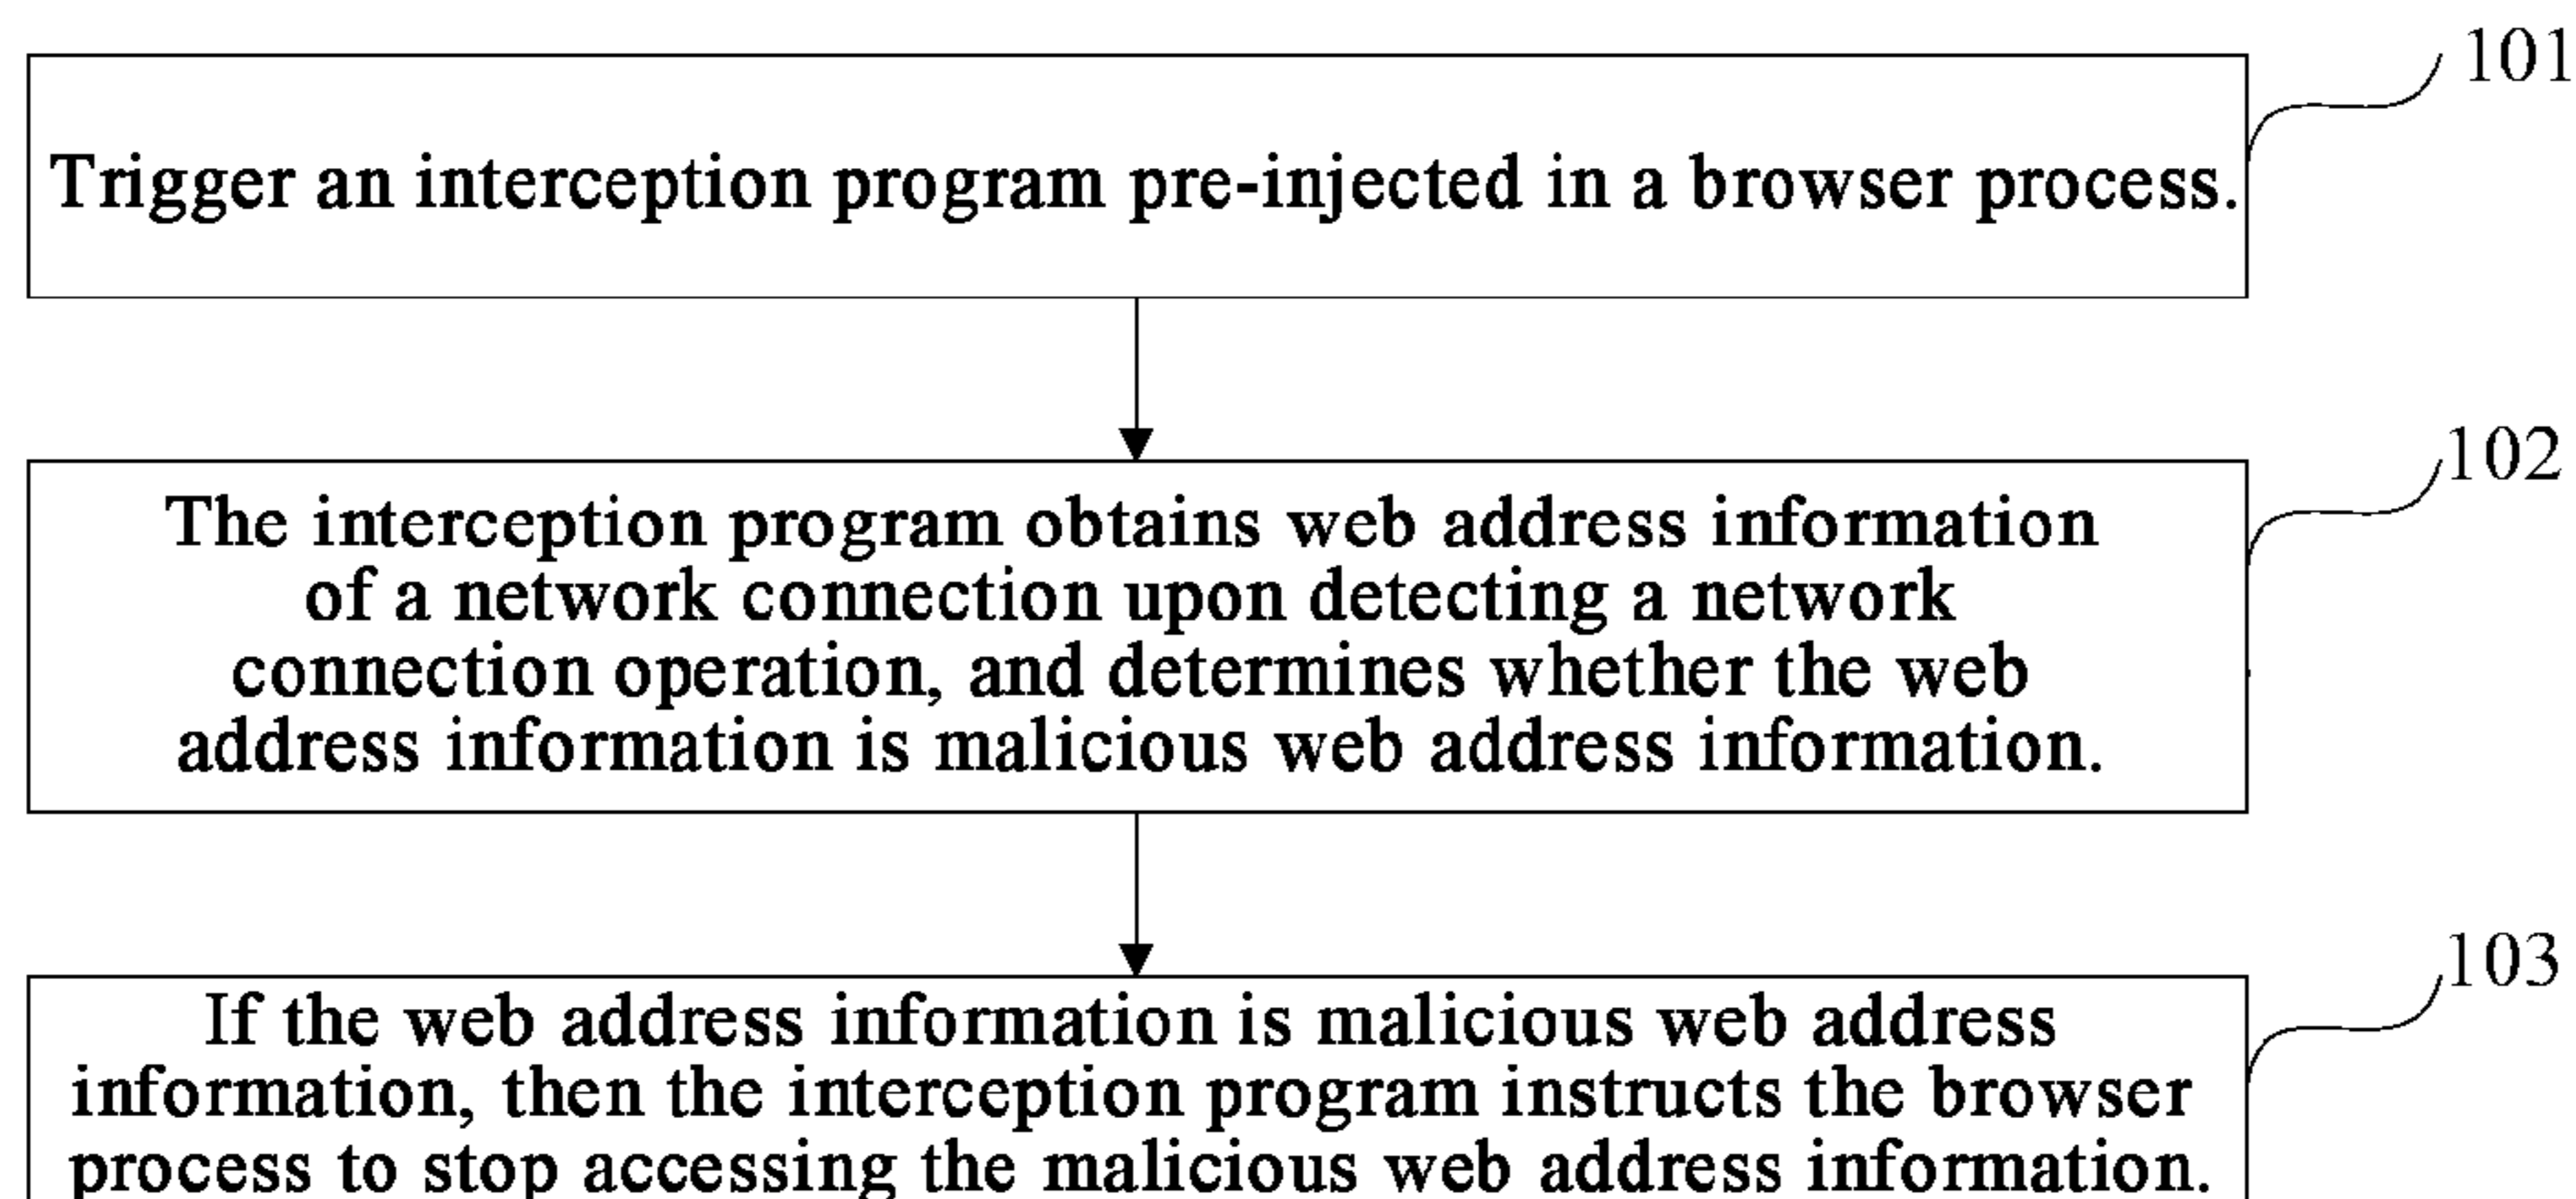 101
Trigger an interception program pre-injected in a browser process.
102
The interception program obtains web address information
of a network connection upon detecting a network
connection operation, and determines whether the web
address information is malicious web address information.
103
If the web address information is malicious web address
information, then the interception program instructs the browser
process to stop accessing the malicious web address information.